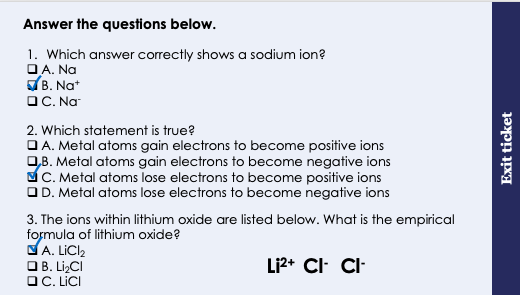 Answer the questions below.
1. Which answer correctly shows a sodium ion?
A. Na
B. Na⁺
C. Na⁻
2. Which statement is true?
A. Metal atoms gain electrons to become positive ions
B. Metal atoms gain electrons to become negative ions
C. Metal atoms lose electrons to become positive ions
D. Metal atoms lose electrons to become negative ions
3. The ions within lithium oxide are listed below. What is the empirical
formula of lithium oxide?
A. LiCl₂
B. Li₂Cl
C. LiCl
Li²⁺ Cl⁻ Cl⁻
Exit ticket